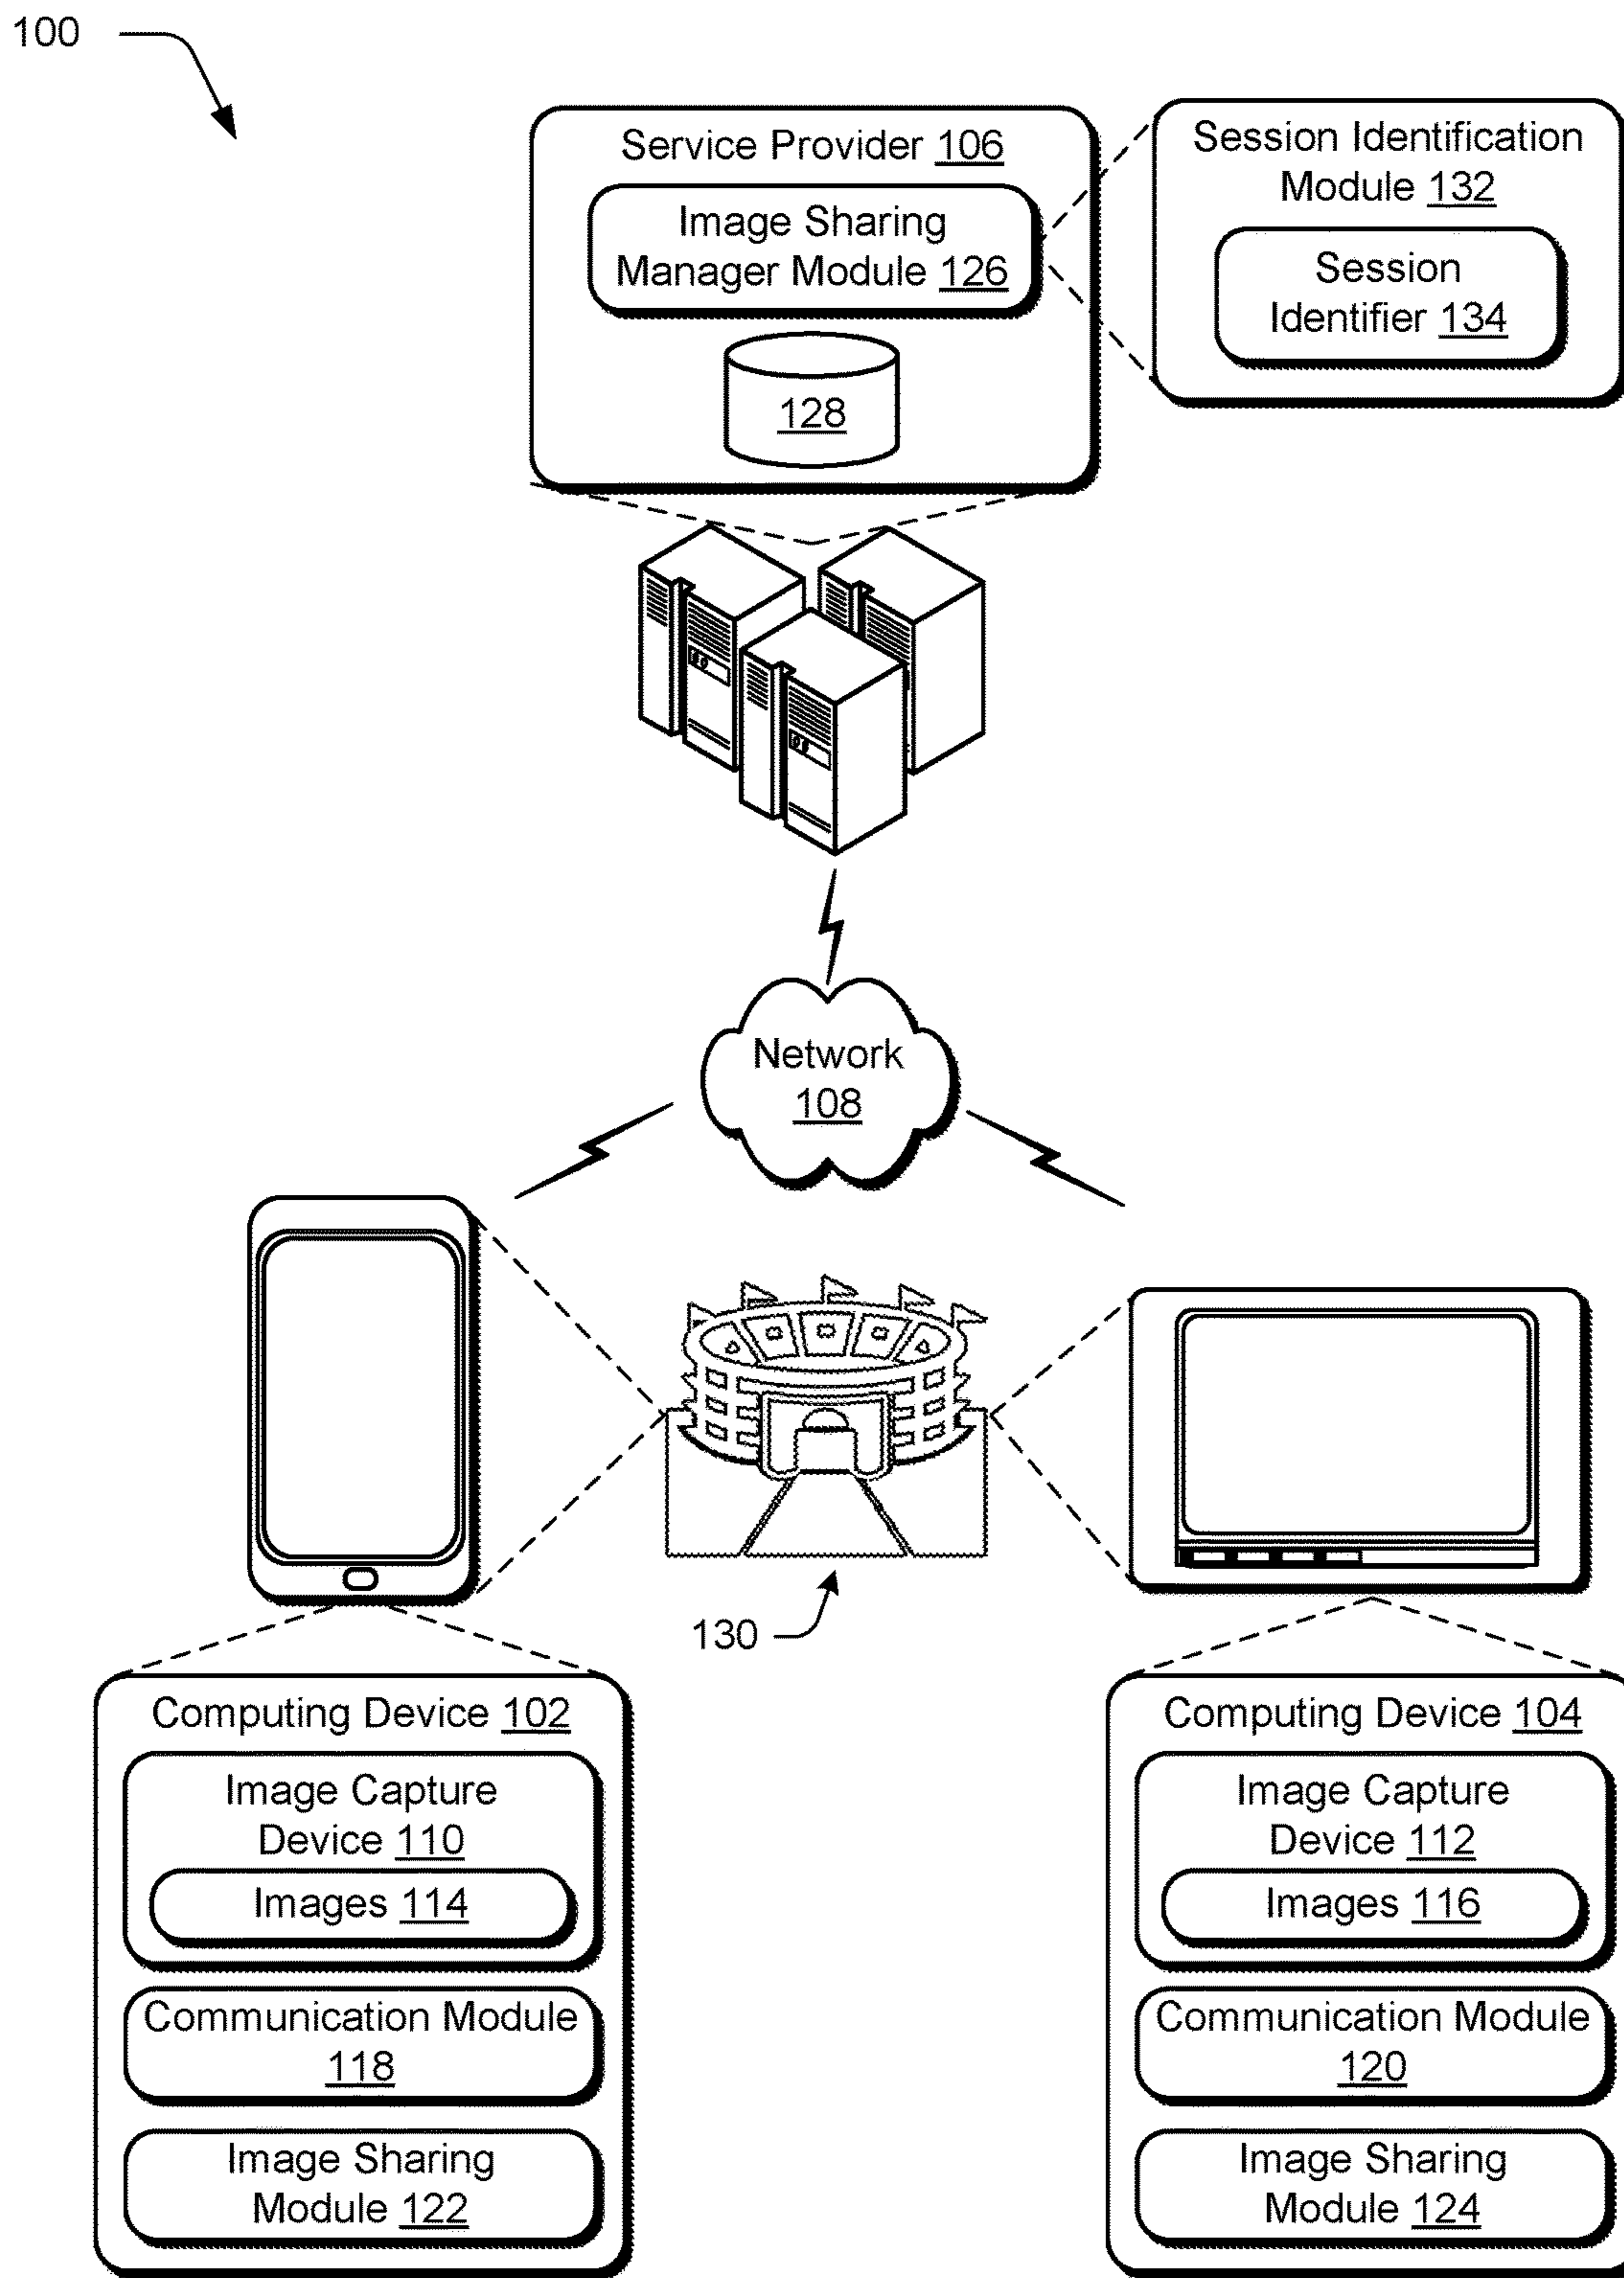 100
Service Provider 106
Image Sharing
Manager Module 126
128
Session Identification
Module 132
Session
Identifier 134
Network
108
130
Computing Device 102
Image Capture
Device 110
Images 114
Communication Module
118
Image Sharing
Module 122
Computing Device 104
Image Capture
Device 112
Images 116
Communication Module
120
Image Sharing
Module 124